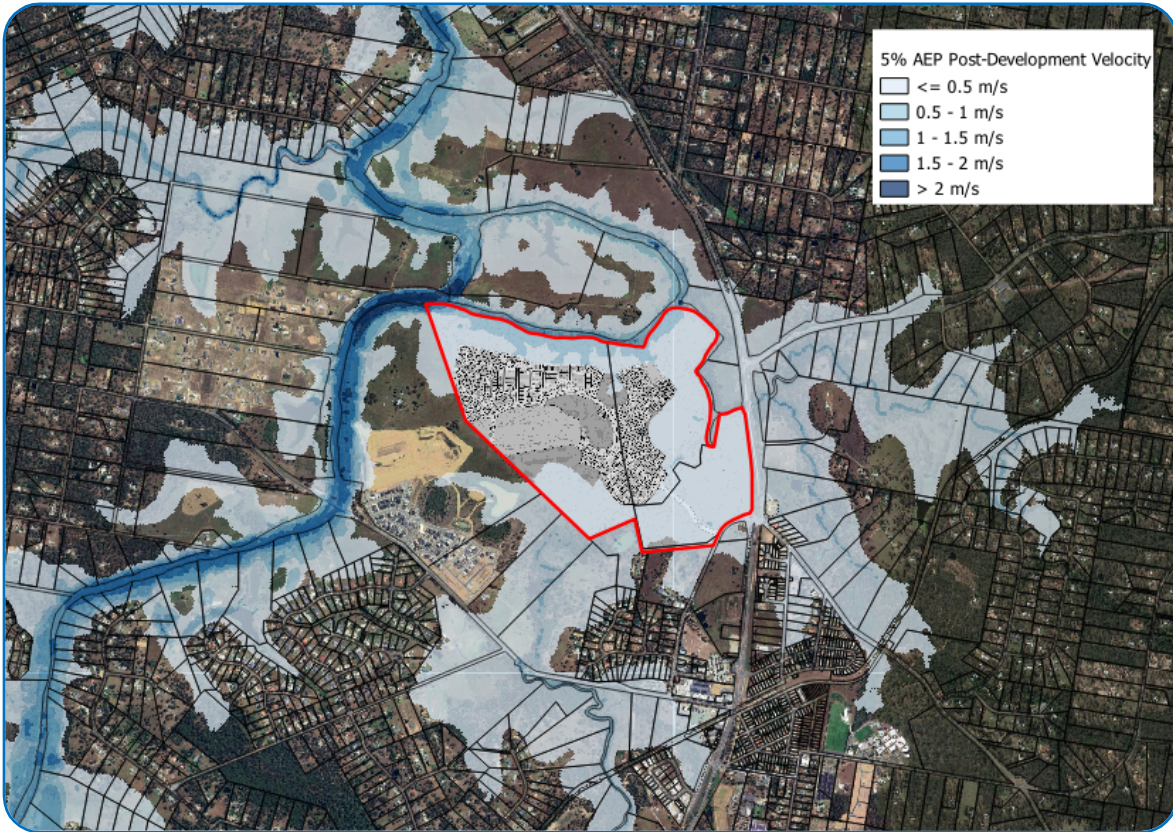 5% AEP Post-Development Velocity
<= 0.5 m/s
0.5 - 1 m/s
1 - 1.5 m/s
1.5 - 2 m/s
> 2 m/s